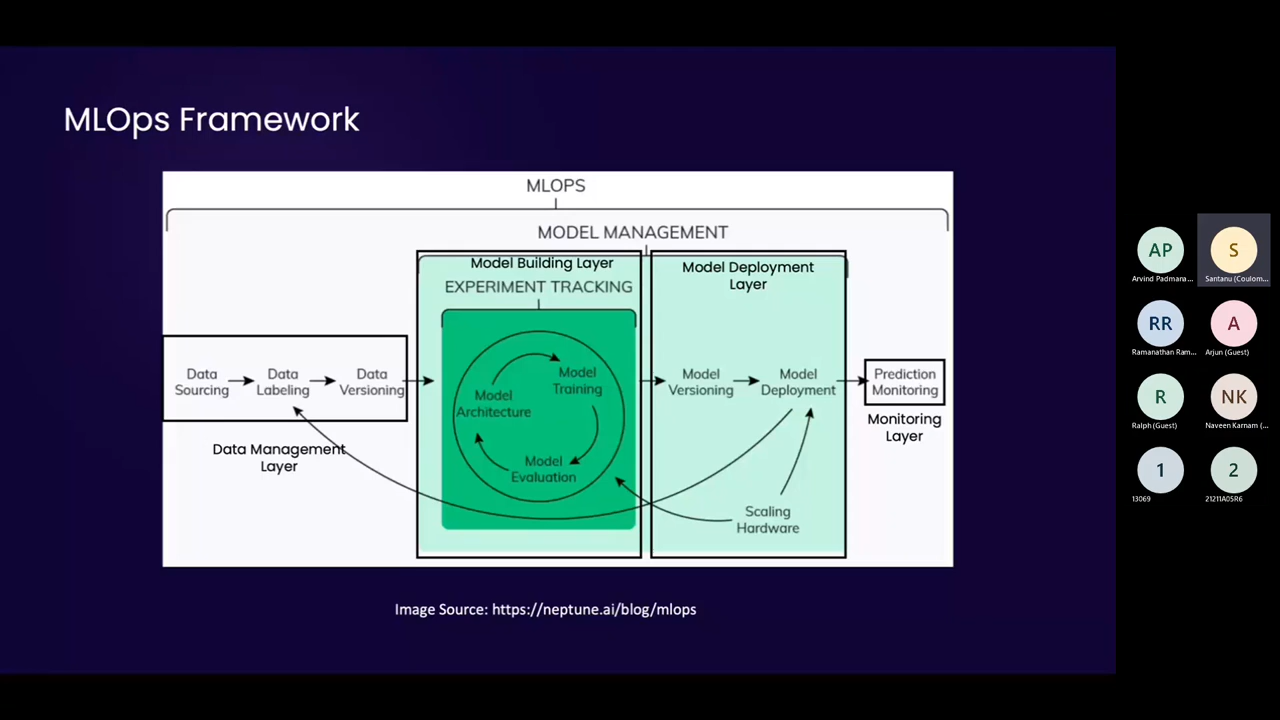 MLOps Framework
MLOPS
MODEL MANAGEMENT
Model Building Layer
EXPERIMENT TRACKING
Model Deployment
Layer
Data
Sourcing
Data
Labeling
Data
Versioning
Model
Architecture
Model
Training
Model
Evaluation
Model
Versioning
Model
Deployment
Prediction
Monitoring
Monitoring
Layer
Data Management
Layer
Scaling
Hardware
Image Source: https://neptune.ai/blog/mlops
AP
Arvind Padmana...
S
Santanu (Coulom...
RR
Ramanathan Ram...
A
Arjun (Guest)
R
Ralph (Guest)
NK
Naveen Karnam (...
1
13069
2
21211A05R6